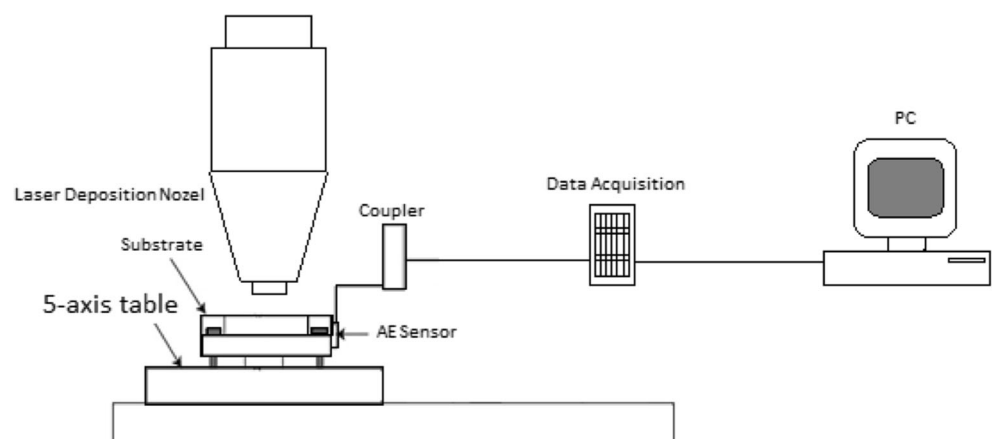 PC
Data Acquisition
Laser Deposition Nozel
Coupler
Substrate
5-axis table
AE Sensor